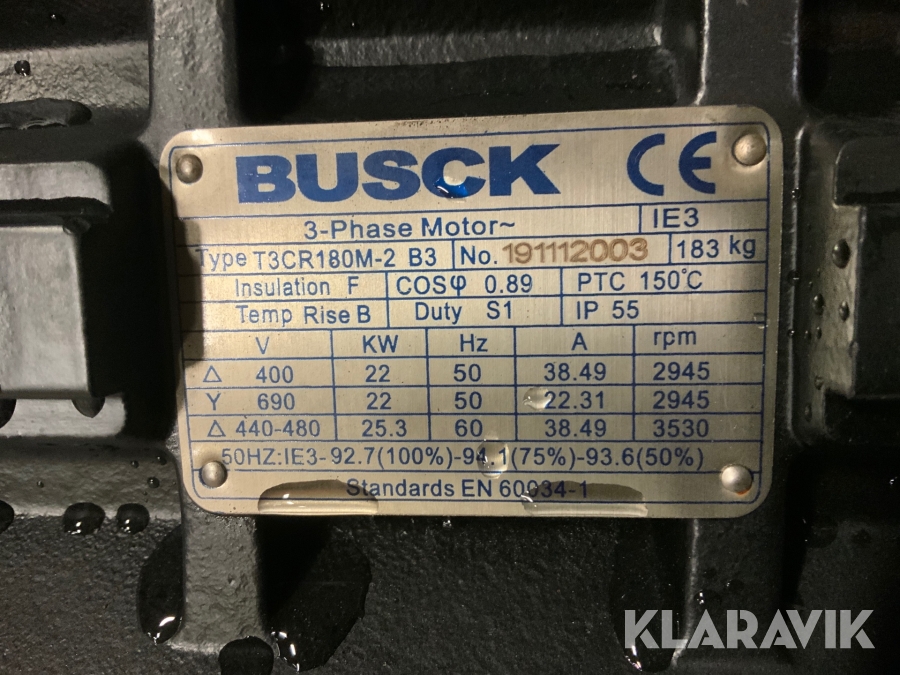 BUSCK CE
3-Phase Motor~ IE3
Type T3CR180M-2 B3 No. 191112003 183 kg
Insulation F COSφ 0.89 PTC 150°C
Temp Rise B Duty S1 IP 55
V KW Hz A rpm
Δ 400 22 50 38.49 2945
Y 690 22 50 22.31 2945
Δ 440-480 25.3 60 38.49 3530
50HZ:IE3-92.7(100%)-94.1(75%)-93.6(50%)
Standards EN 60034-1
KLARAVIK